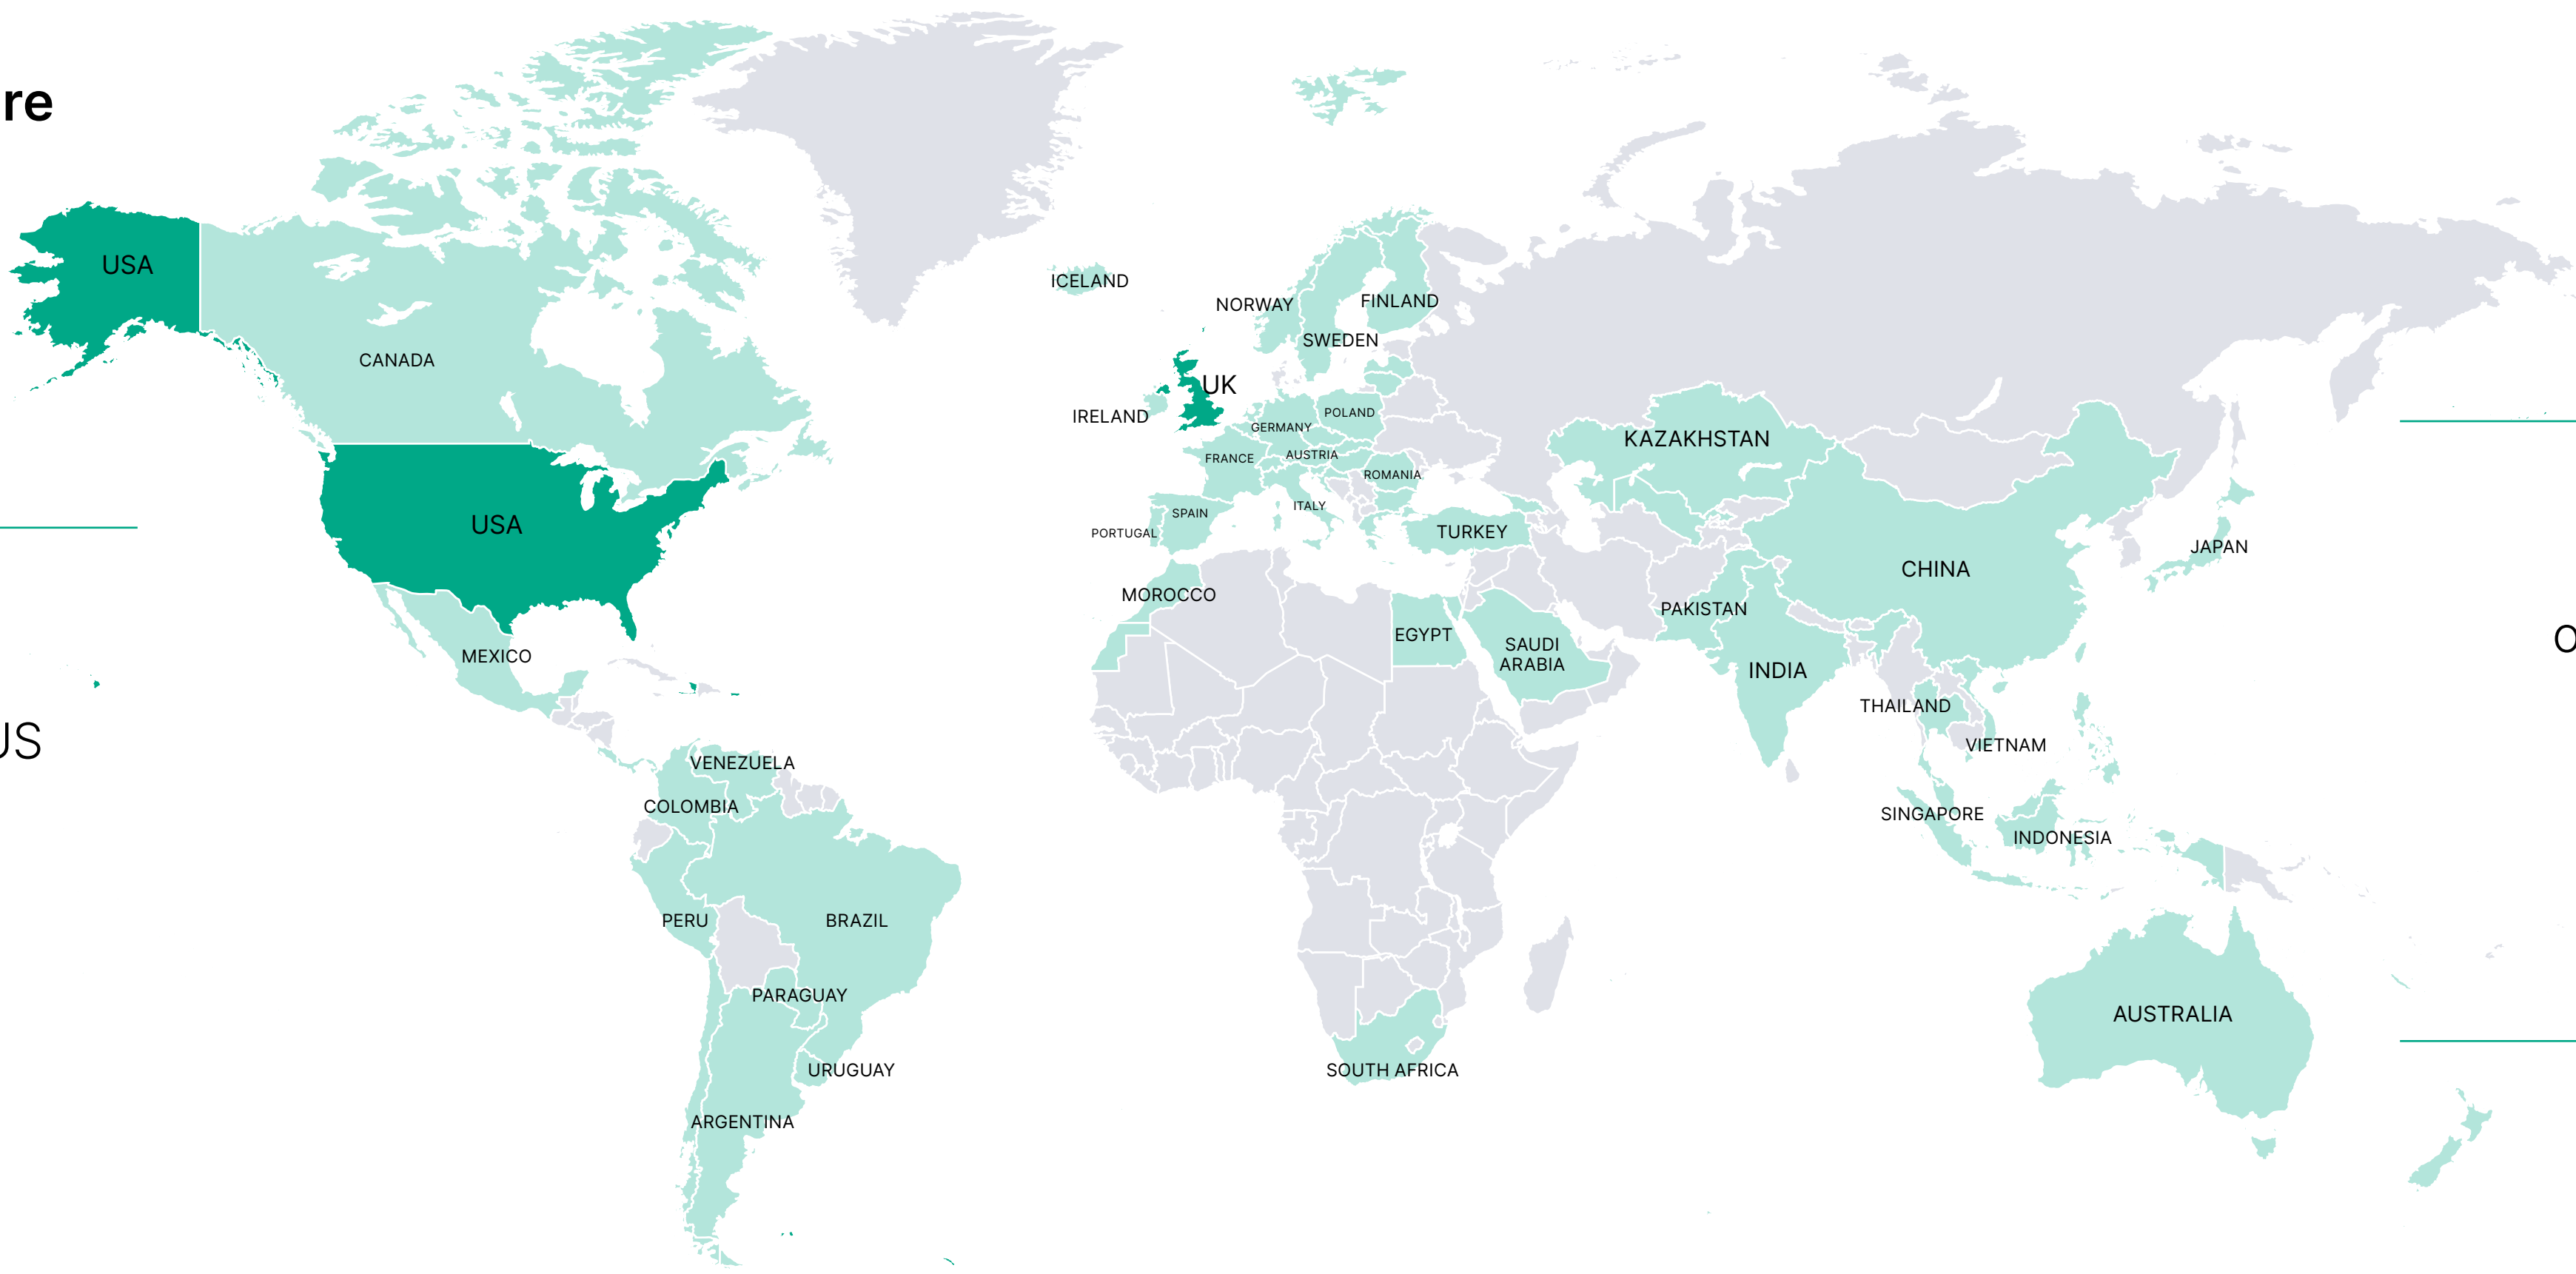 re
USA
ICELAND
NORWAY
FINLAND
SWEDEN
CANADA
UK
IRELAND
POLAND
GERMANY
KAZAKHSTAN
FRANCE
AUSTRIA
ROMANIA
ITALY
SPAIN
USA
PORTUGAL
TURKEY
JAPAN
CHINA
MOROCCO
PAKISTAN
EGYPT
SAUDI
ARABIA
MEXICO
INDIA
THAILAND
US
VIETNAM
VENEZUELA
COLOMBIA
SINGAPORE
INDONESIA
PERU
BRAZIL
PARAGUAY
AUSTRALIA
URUGUAY
SOUTH AFRICA
ARGENTINA